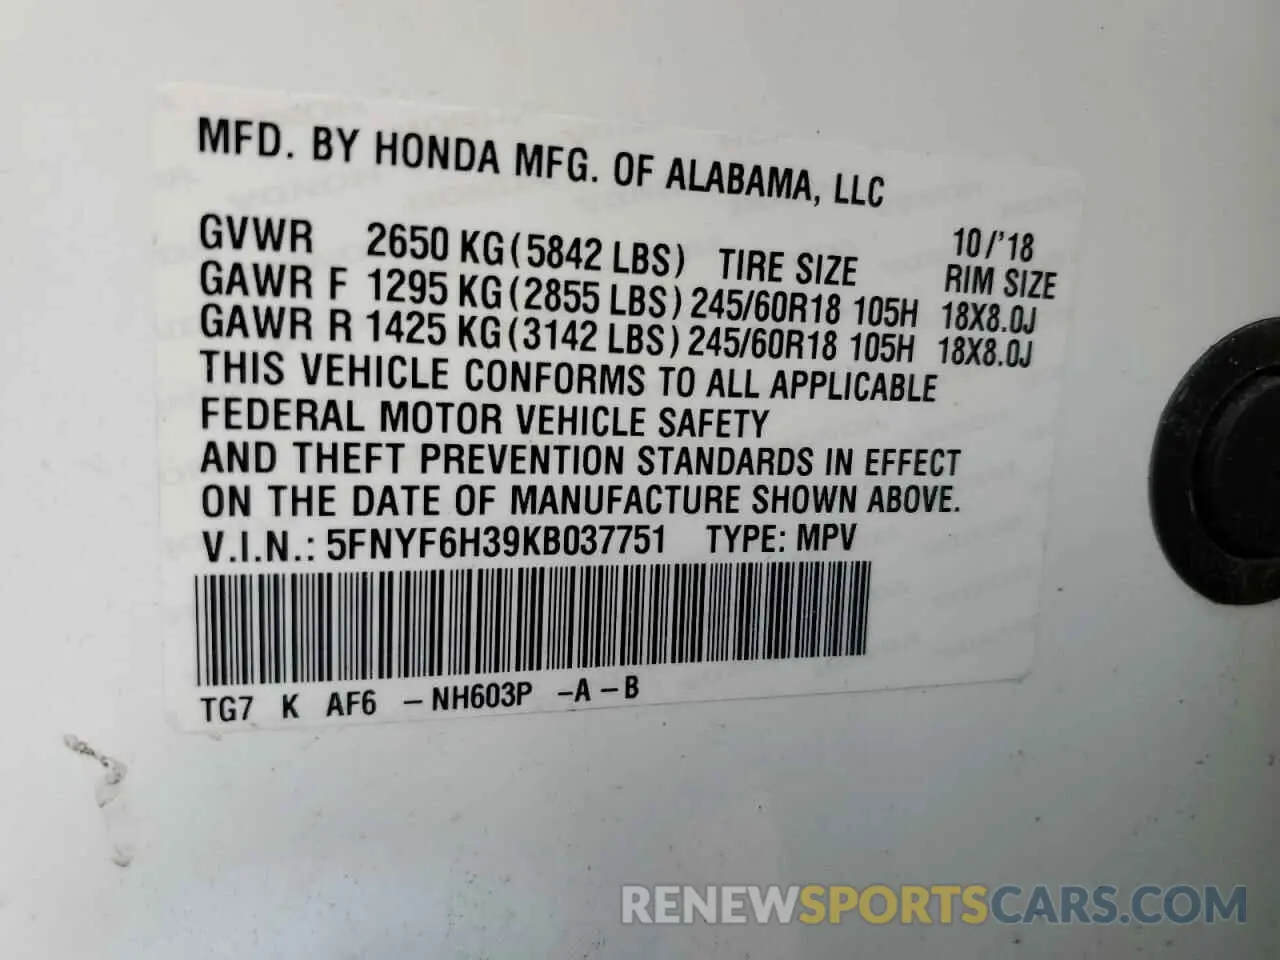 MFD. BY HONDA MFG. OF ALABAMA, LLC
10/'18
GVWR 2650 KG (5842 LBS) TIRE SIZE RIM SIZE
GAWR F 1295 KG (2855 LBS) 245/60R18 105H 18X8.0J
GAWR R 1425 KG (3142 LBS) 245/60R18 105H 18X8.0J
THIS VEHICLE CONFORMS TO ALL APPLICABLE
FEDERAL MOTOR VEHICLE SAFETY
AND THEFT PREVENTION STANDARDS IN EFFECT
ON THE DATE OF MANUFACTURE SHOWN ABOVE.
V.I.N.: 5FNYF6H39KB037751 TYPE: MPV
TG7 K AF6 – NH603P –A – B
RENEWSPORTSCARS.COM